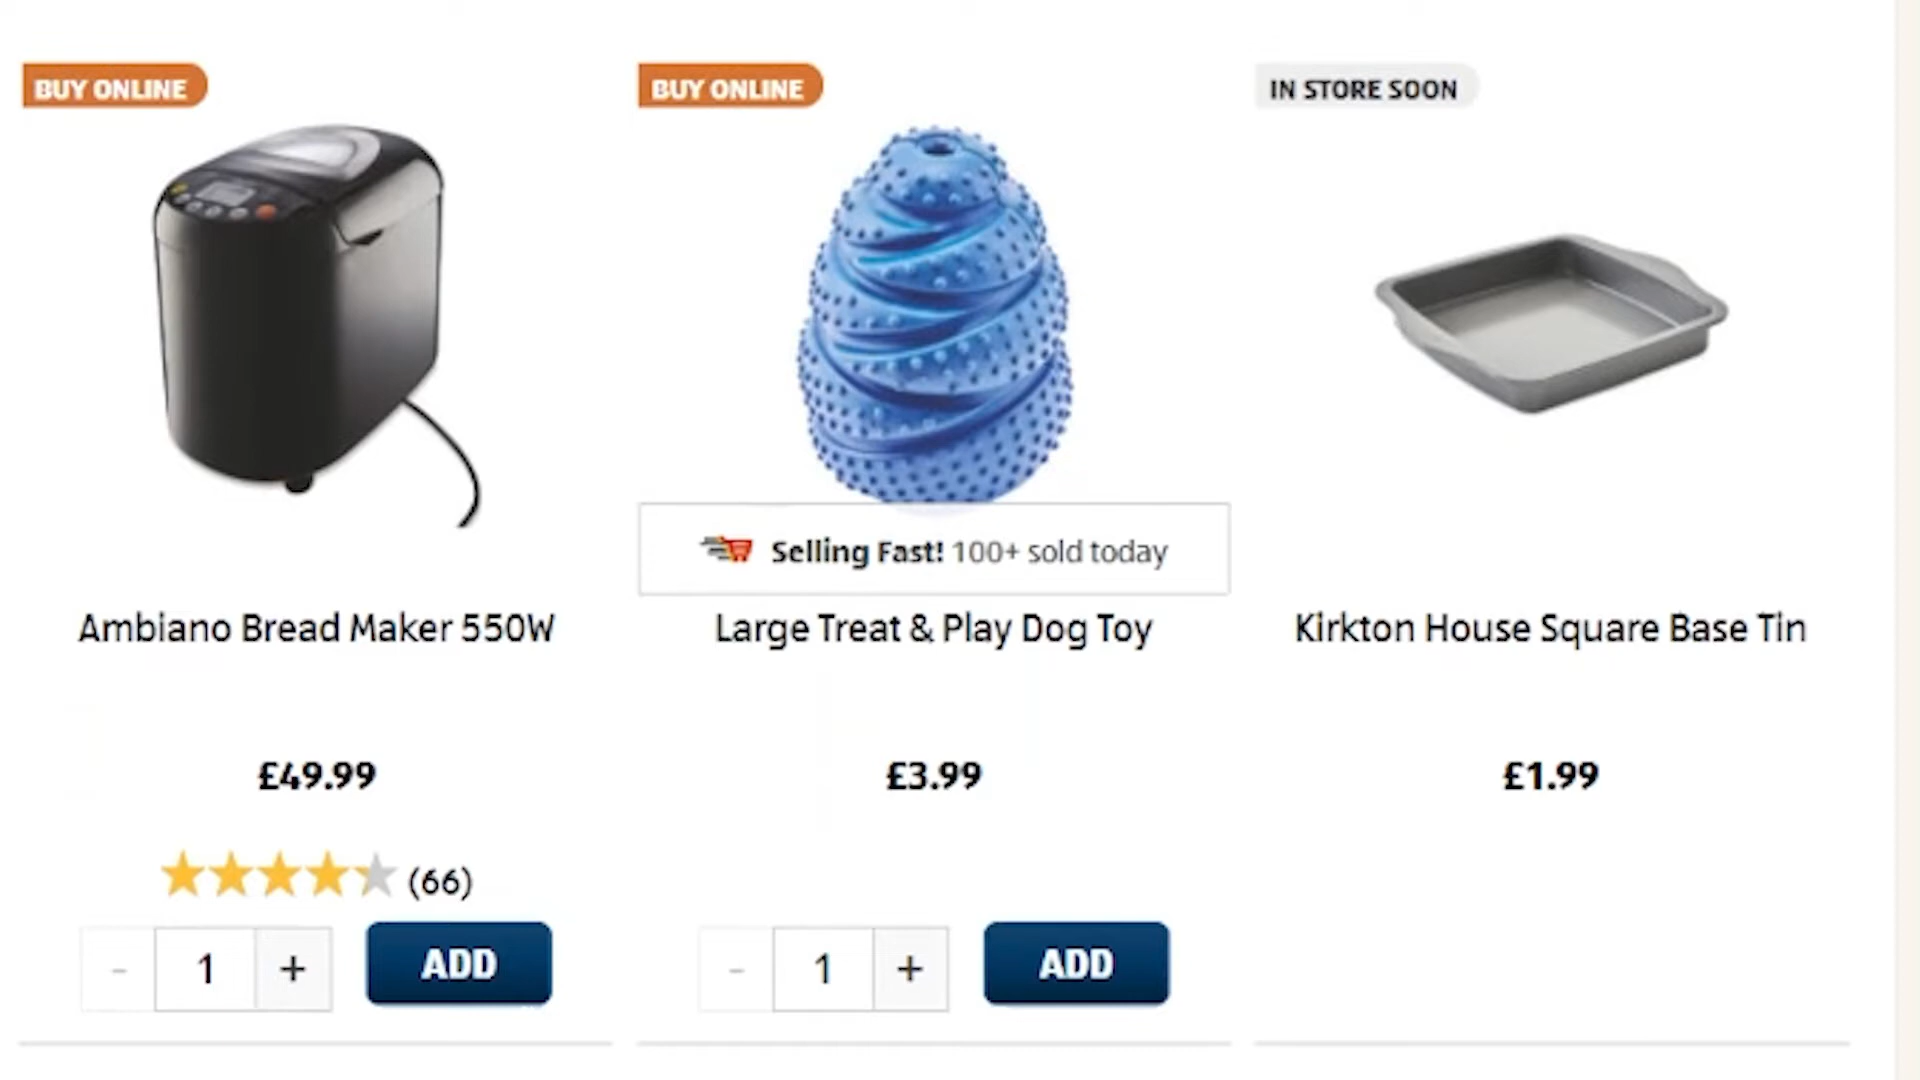 BUY ONLINE
BUY ONLINE
IN STORE SOON
Selling Fast! 100+ sold today
Ambiano Bread Maker 550W
Large Treat & Play Dog Toy
Kirkton House Square Base Tin
£49.99
£3.99
£1.99
(66)
- 1 + ADD
- 1 + ADD